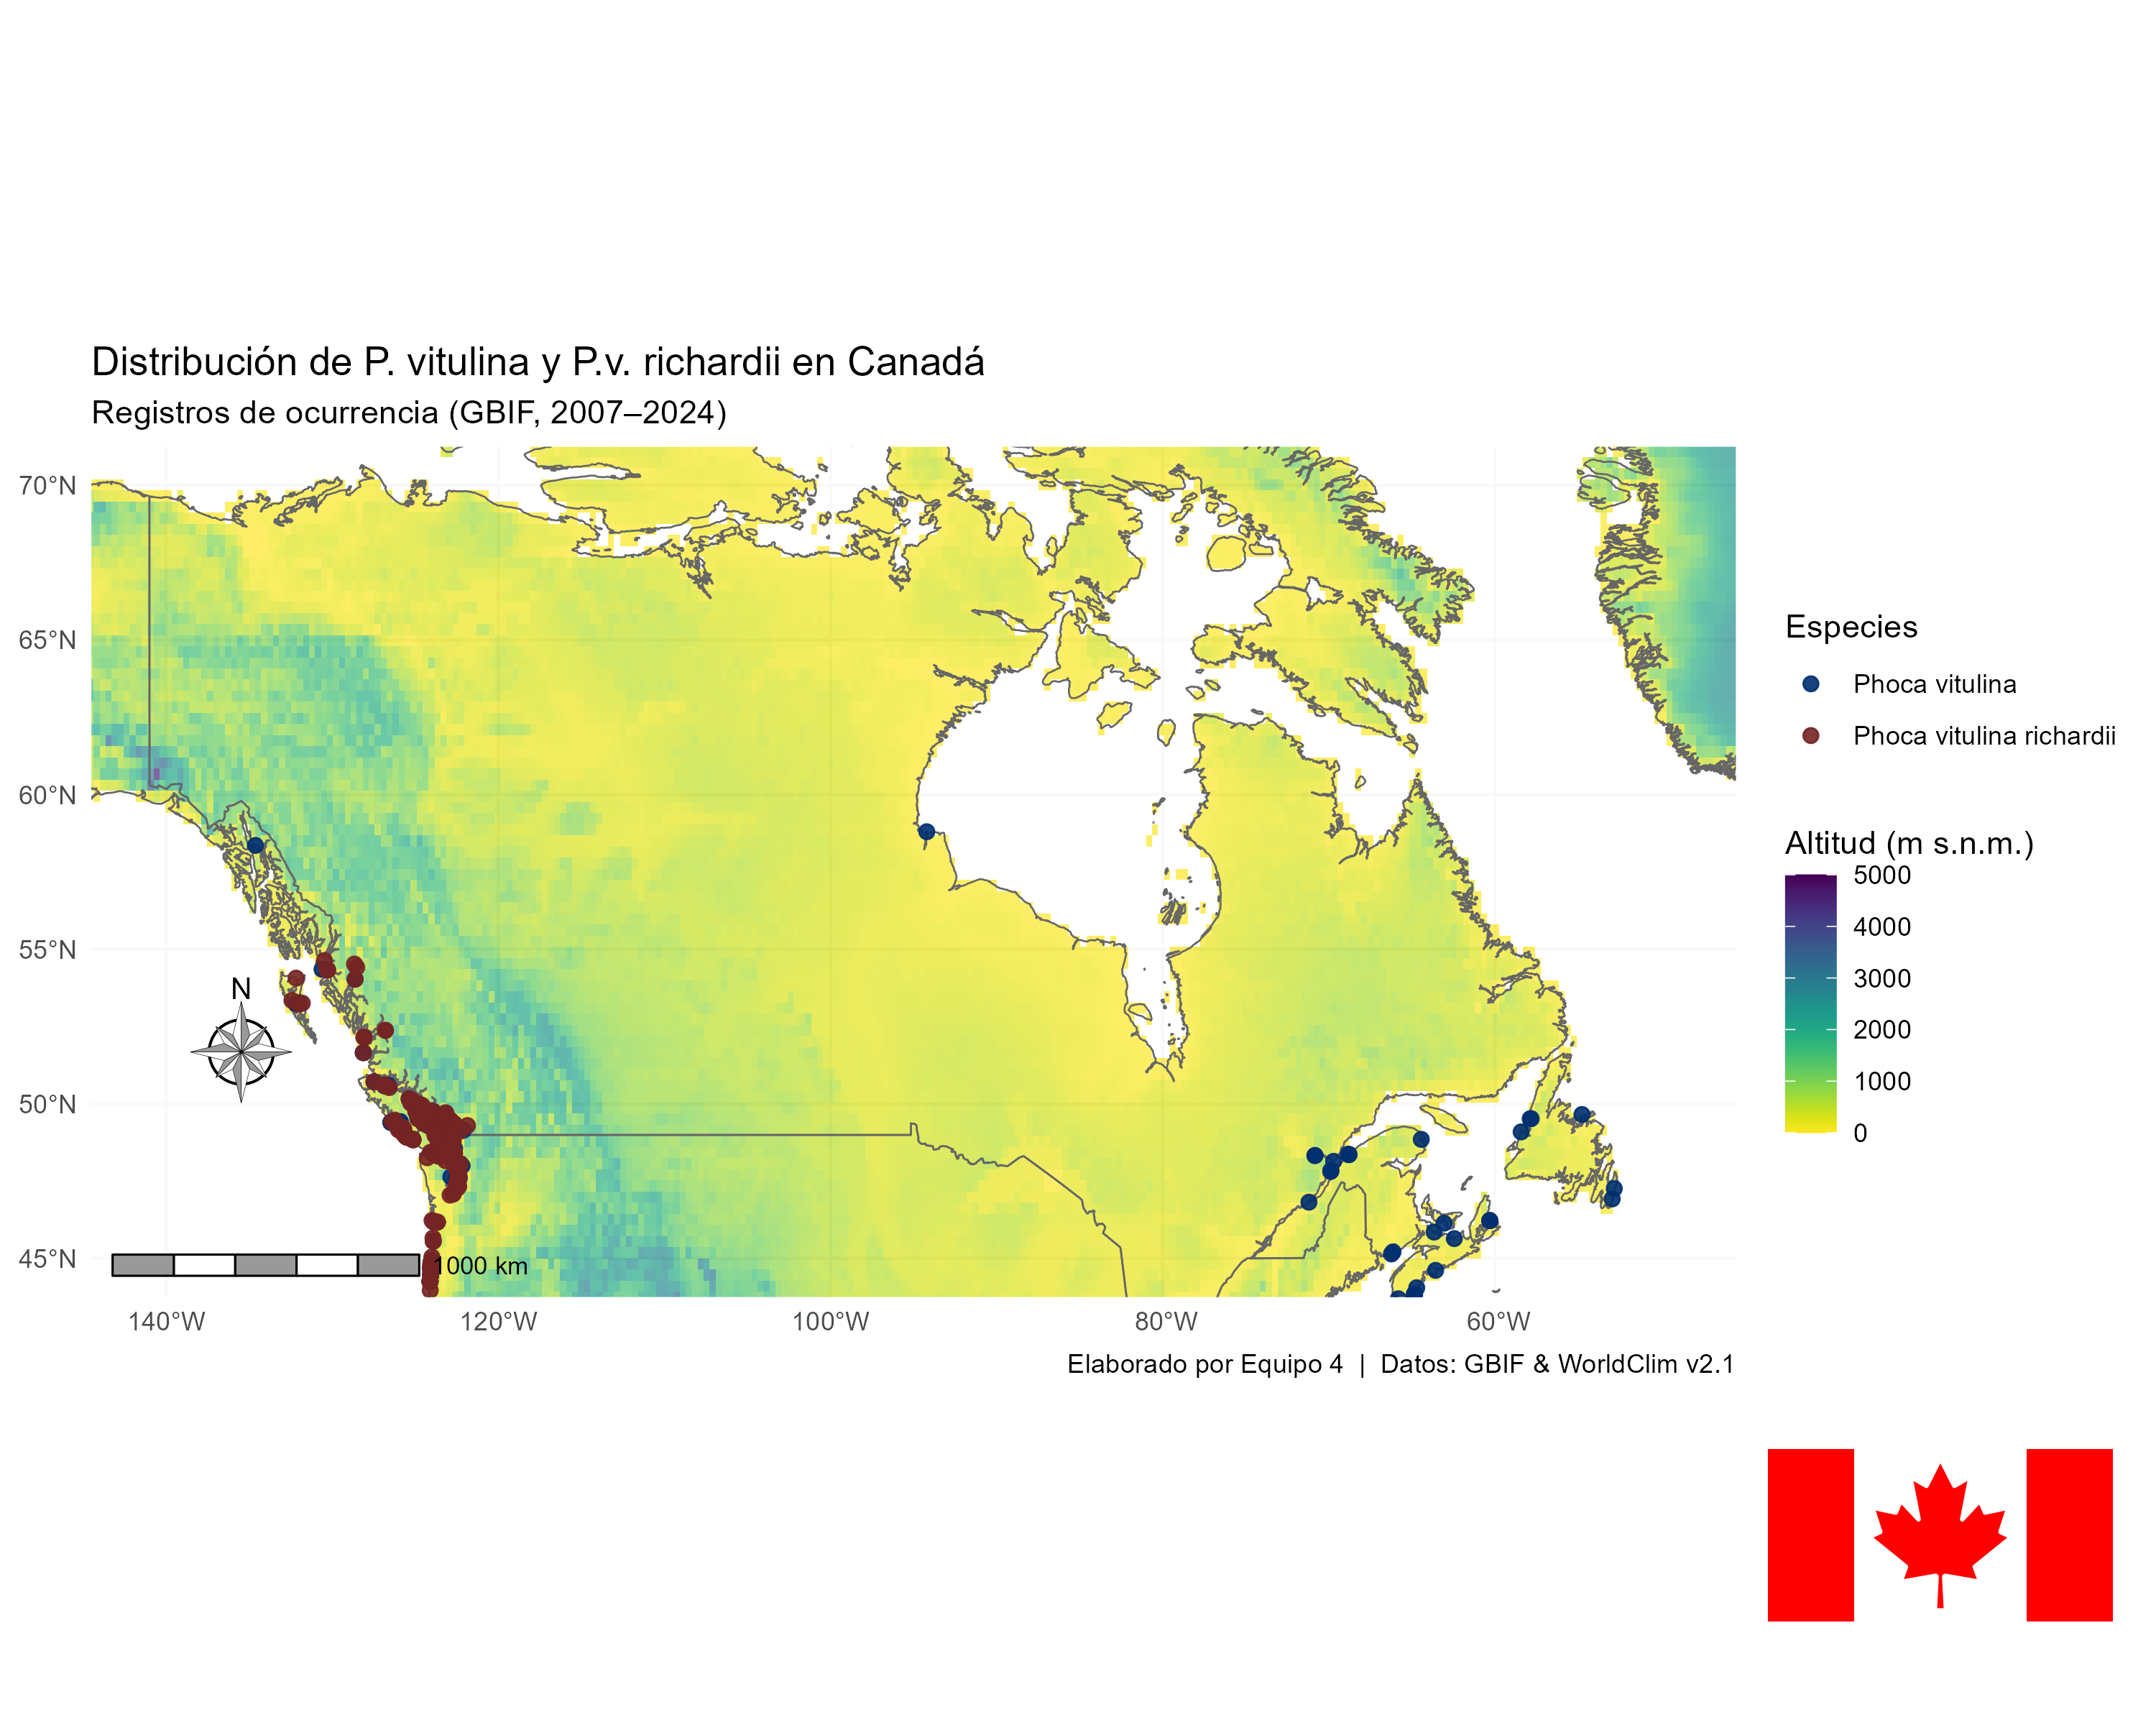 Distribución de P. vitulina y P.v. richardii en Canadá
Registros de ocurrencia (GBIF, 2007–2024)
70°N
65°N
60°N
55°N
50°N
45°N
N
1000 km
140°W
120°W
100°W
80°W
60°W
Especies
Phoca vitulina
Phoca vitulina richardii
Altitud (m s.n.m.)
5000
4000
3000
2000
1000
0
Elaborado por Equipo 4 | Datos: GBIF & WorldClim v2.1